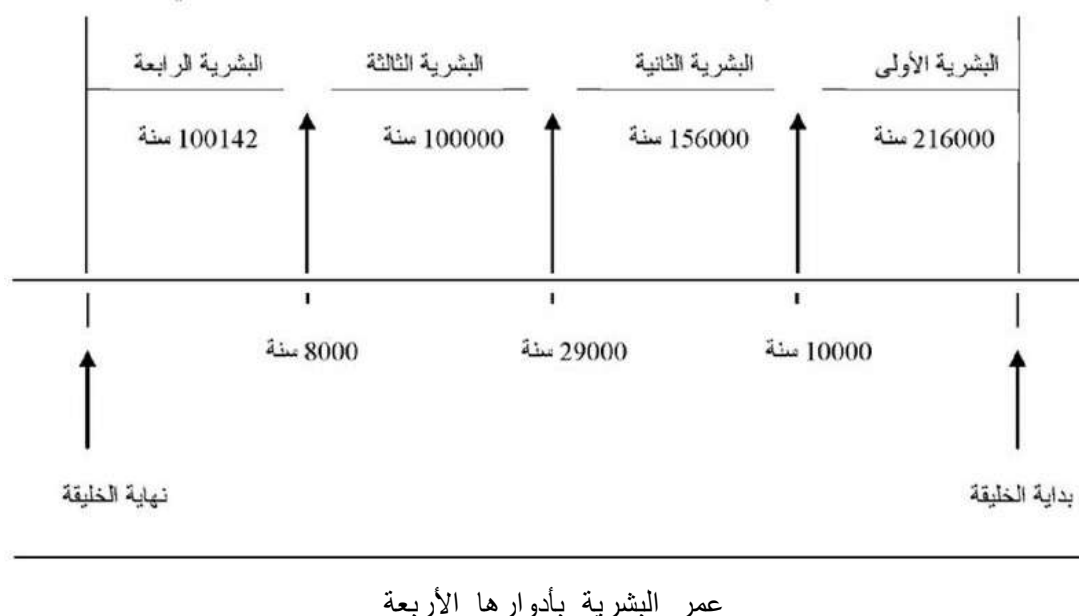 البشرية الأولى البشرية الثانية البشرية الثالثة البشرية الرابعة
216000 سنة 156000 سنة 100000 سنة 100142 سنة
10000 سنة 29000 سنة 8000 سنة
بداية الخليقة نهاية الخليقة
عمر البشرية بأدوارها الأربعة